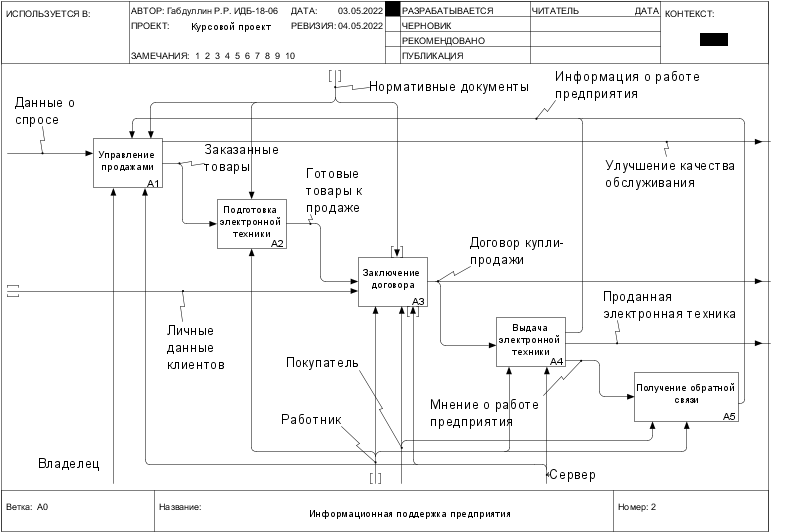 ИСПОЛЬЗУЕТСЯ В:
АВТОР: Габдуллин Р.Р. ИДБ-18-06
ДАТА: 03.05.2022
ПРОЕКТ: Курсовой проект
РЕВИЗИЯ: 04.05.2022
ЗАМЕЧАНИЯ: 1 2 3 4 5 6 7 8 9 10
РАЗРАБАТЫВАЕТСЯ
ЧЕРНОВИК
РЕКОМЕНДОВАНО
ПУБЛИКАЦИЯ
ЧИТАТЕЛЬ ДАТА
КОНТЕКСТ:
Нормативные документы
Информация о работе
предприятия
Данные о
спросе
Управление
продажами
A1
Заказанные
товары
Улучшение качества
обслуживания
Готовые
товары к
продаже
Подготовка
электронной
техники
A2
Договор купли-
продажи
Заключение
договора
A3
Личные
данные
клиентов
Проданная
электронная техника
Выдача
электронной
техники
A4
Покупатель
Получение обратной
связи
A5
Мнение о работе
предприятия
Работник
Владелец
Сервер
Ветка: A0
Название:
Информационная поддержка предприятия
Номер: 2